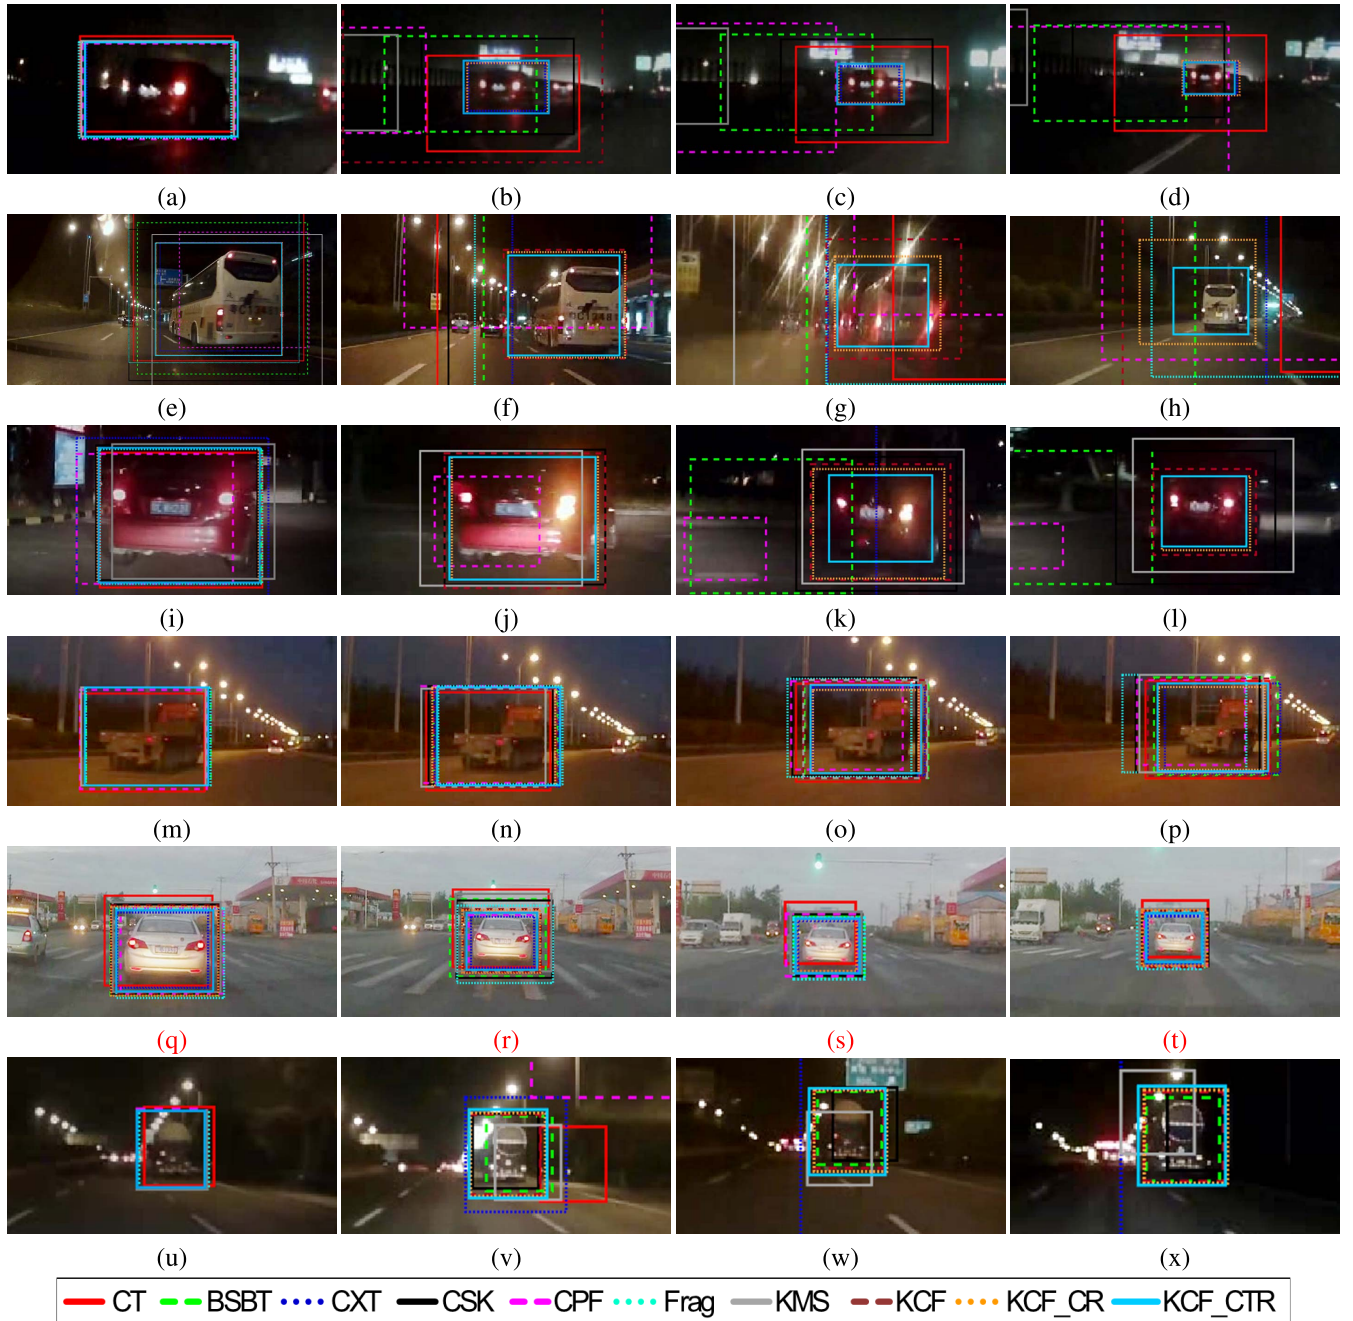 (a) (b) (c) (d)
(e) (f) (g) (h)
(i) (j) (k) (l)
(m) (n) (o) (p)
(q) (r) (s) (t)
(u) (v) (w) (x)
CT BSBT CXT CSK CPF Frag KMS KCF KCF_CR KCF_CTR